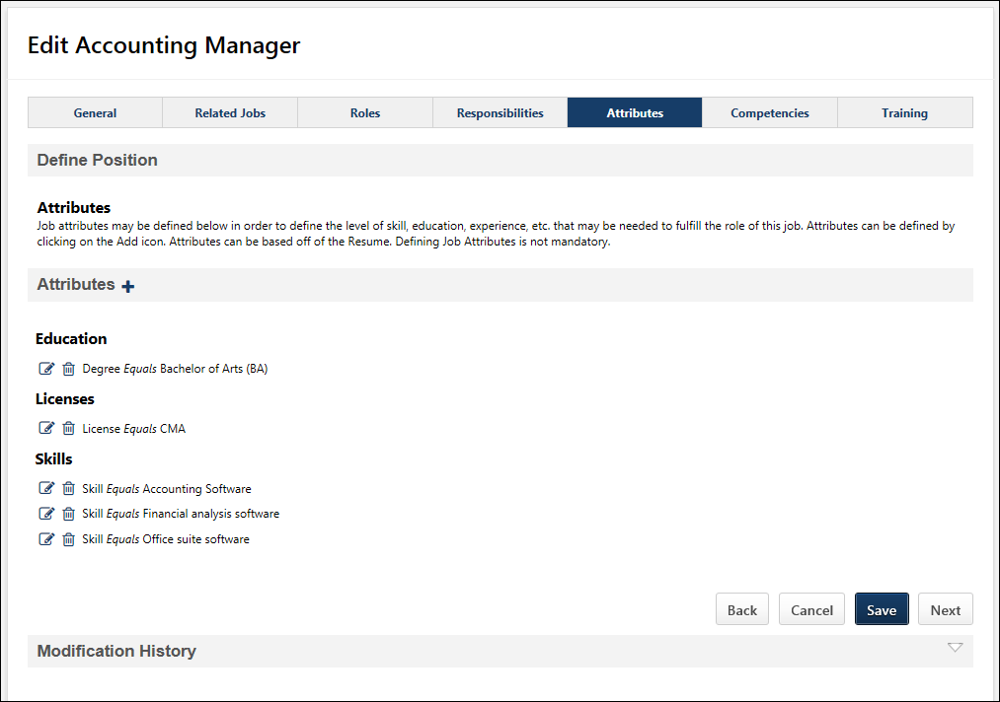 Edit Accounting Manager
General Related Jobs Roles Responsibilities Attributes Competencies Training
Define Position
Attributes
Job attributes may be defined below in order to define the level of skill, education, experience, etc. that may be needed to fulfill the role of this job. Attributes can be defined by
clicking on the Add icon. Attributes can be based off of the Resume. Defining Job Attributes is not mandatory.
Attributes
Education
Degree Equals Bachelor of Arts (BA)
Licenses
License Equals CMA
Skills
Skill Equals Accounting Software
Skill Equals Financial analysis software
Skill Equals Office suite software
Back Cancel Save Next
Modification History